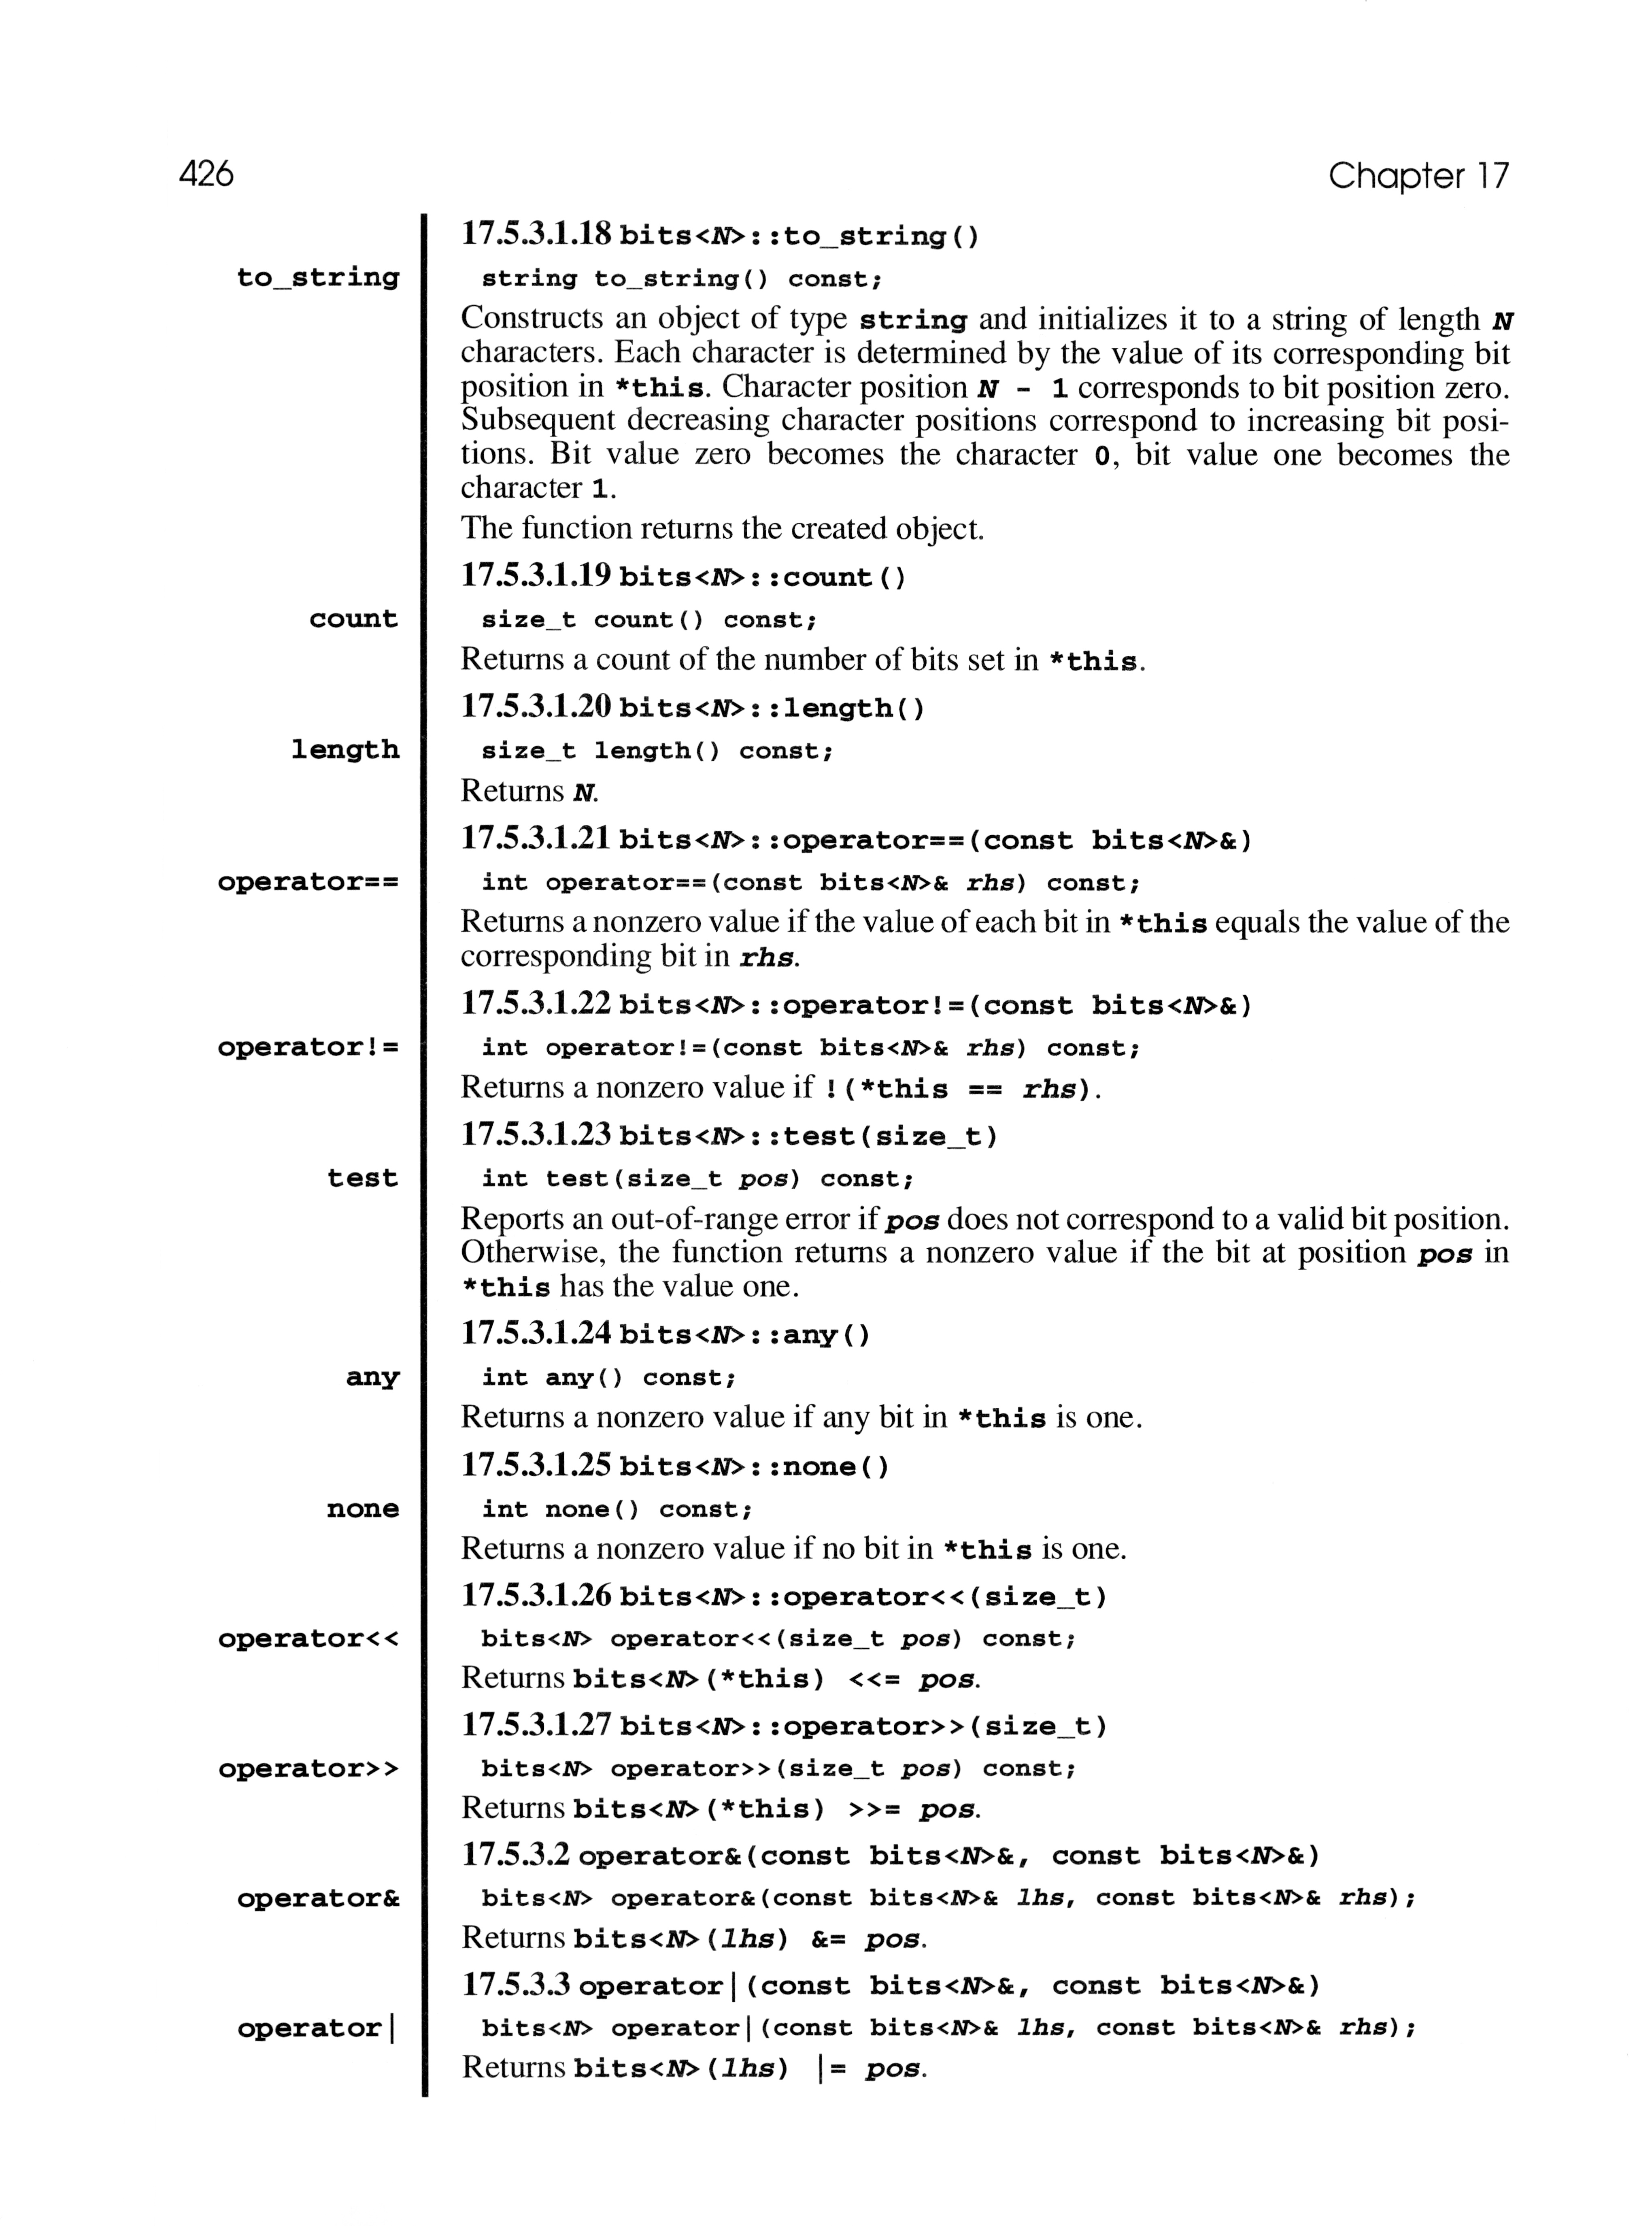 426 Chapter 17
17.5.3.1.18 bits<N>::to_string()
to_string string to_string() const;
Constructs an object of type string and initializes it to a string of length N
characters. Each character is determined by the value of its corresponding bit
position in *this. Character position N - 1 corresponds to bit position zero.
Subsequent decreasing character positions correspond to increasing bit posi-
tions. Bit value zero becomes the character 0, bit value one becomes the
character 1.
The function returns the created object.
17.5.3.1.19 bits<N>::count()
count size_t count() const;
Returns a count of the number of bits set in *this.
17.5.3.1.20 bits<N>::length()
length size_t length() const;
Returns N.
17.5.3.1.21 bits<N>::operator==(const bits<N>&)
operator== int operator==(const bits<N>& rhs) const;
Returns a nonzero value if the value of each bit in *this equals the value of the
corresponding bit in rhs.
17.5.3.1.22 bits<N>::operator!=(const bits<N>&)
operator!= int operator!=(const bits<N>& rhs) const;
Returns a nonzero value if !(*this == rhs).
17.5.3.1.23 bits<N>::test(size_t)
test int test(size_t pos) const;
Reports an out-of-range error if pos does not correspond to a valid bit position.
Otherwise, the function returns a nonzero value if the bit at position pos in
*this has the value one.
17.5.3.1.24 bits<N>::any()
any int any() const;
Returns a nonzero value if any bit in *this is one.
17.5.3.1.25 bits<N>::none()
none int none() const;
Returns a nonzero value if no bit in *this is one.
17.5.3.1.26 bits<N>::operator<<(size_t)
operator<< bits<N> operator<<(size_t pos) const;
Returns bits<N>(*this) <<= pos.
17.5.3.1.27 bits<N>::operator>>(size_t)
operator>> bits<N> operator>>(size_t pos) const;
Returns bits<N>(*this) >>= pos.
17.5.3.2 operator&(const bits<N>&, const bits<N>&)
operator& bits<N> operator&(const bits<N>& lhs, const bits<N>& rhs);
Returns bits<N>(lhs) &= pos.
17.5.3.3 operator|(const bits<N>&, const bits<N>&)
operator| bits<N> operator|(const bits<N>& lhs, const bits<N>& rhs);
Returns bits<N>(lhs) |= pos.